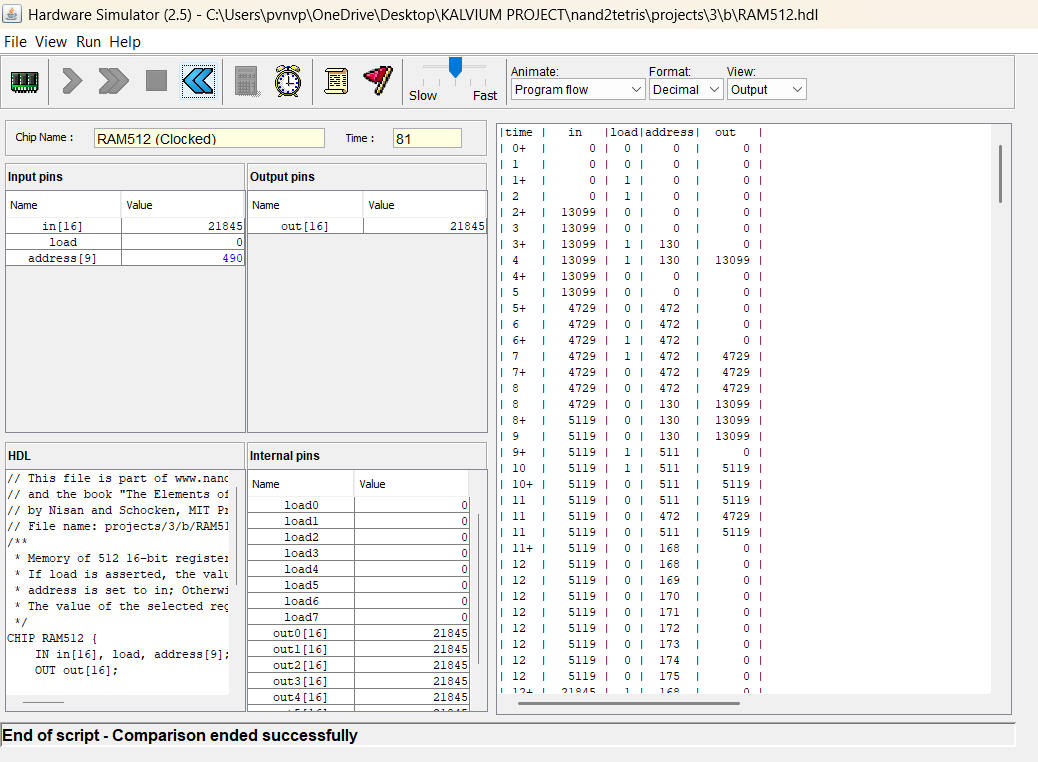 Hardware Simulator (2.5) - C:\Users\pvnvp\OneDrive\Desktop\KALVIUM PROJECT\nand2tetris\projects\3\b\RAM512.hdl
File View Run Help
Slow Fast
Animate: Format: View:
Program flow Decimal Output
Chip Name : RAM512 (Clocked) Time : 81
Input pins
Name Value
in[16] 21845
load 0
address[9] 490
Output pins
Name Value
out[16] 21845
HDL
// This file is part of www.nand
// and the book "The Elements of
// by Nisan and Schocken, MIT Pr
// File name: projects/3/b/RAM51
/**
* Memory of 512 16-bit register
* If load is asserted, the valu
* address is set to in; Otherwi
* The value of the selected reg
*/
CHIP RAM512 {
IN in[16], load, address[9];
OUT out[16];
Internal pins
Name Value
load0 0
load1 0
load2 0
load3 0
load4 0
load5 0
load6 0
load7 0
out0[16] 21845
out1[16] 21845
out2[16] 21845
out3[16] 21845
out4[16] 21845
|time | in |load|address| out |
| 0+ | 0 | 0 | 0 | 0 |
| 1 | 0 | 0 | 0 | 0 |
| 1+ | 0 | 1 | 0 | 0 |
| 2 | 0 | 1 | 0 | 0 |
| 2+ | 13099 | 0 | 0 | 0 |
| 3 | 13099 | 0 | 0 | 0 |
| 3+ | 13099 | 1 | 130 | 0 |
| 4 | 13099 | 1 | 130 | 13099 |
| 4+ | 13099 | 0 | 0 | 0 |
| 5 | 13099 | 0 | 0 | 0 |
| 5+ | 4729 | 0 | 472 | 0 |
| 6 | 4729 | 0 | 472 | 0 |
| 6+ | 4729 | 1 | 472 | 0 |
| 7 | 4729 | 1 | 472 | 4729 |
| 7+ | 4729 | 0 | 472 | 4729 |
| 8 | 4729 | 0 | 472 | 4729 |
| 8 | 4729 | 0 | 130 | 13099 |
| 8+ | 5119 | 0 | 130 | 13099 |
| 9 | 5119 | 0 | 130 | 13099 |
| 9+ | 5119 | 1 | 511 | 0 |
| 10 | 5119 | 1 | 511 | 5119 |
| 10+ | 5119 | 0 | 511 | 5119 |
| 11 | 5119 | 0 | 511 | 5119 |
| 11 | 5119 | 0 | 472 | 4729 |
| 11 | 5119 | 0 | 511 | 5119 |
| 11+ | 5119 | 0 | 168 | 0 |
| 12 | 5119 | 0 | 168 | 0 |
| 12 | 5119 | 0 | 169 | 0 |
| 12 | 5119 | 0 | 170 | 0 |
| 12 | 5119 | 0 | 171 | 0 |
| 12 | 5119 | 0 | 172 | 0 |
| 12 | 5119 | 0 | 173 | 0 |
| 12 | 5119 | 0 | 174 | 0 |
| 12 | 5119 | 0 | 175 | 0 |
| 12+ | 21845 | 1 | 168 | 0 |
End of script - Comparison ended successfully